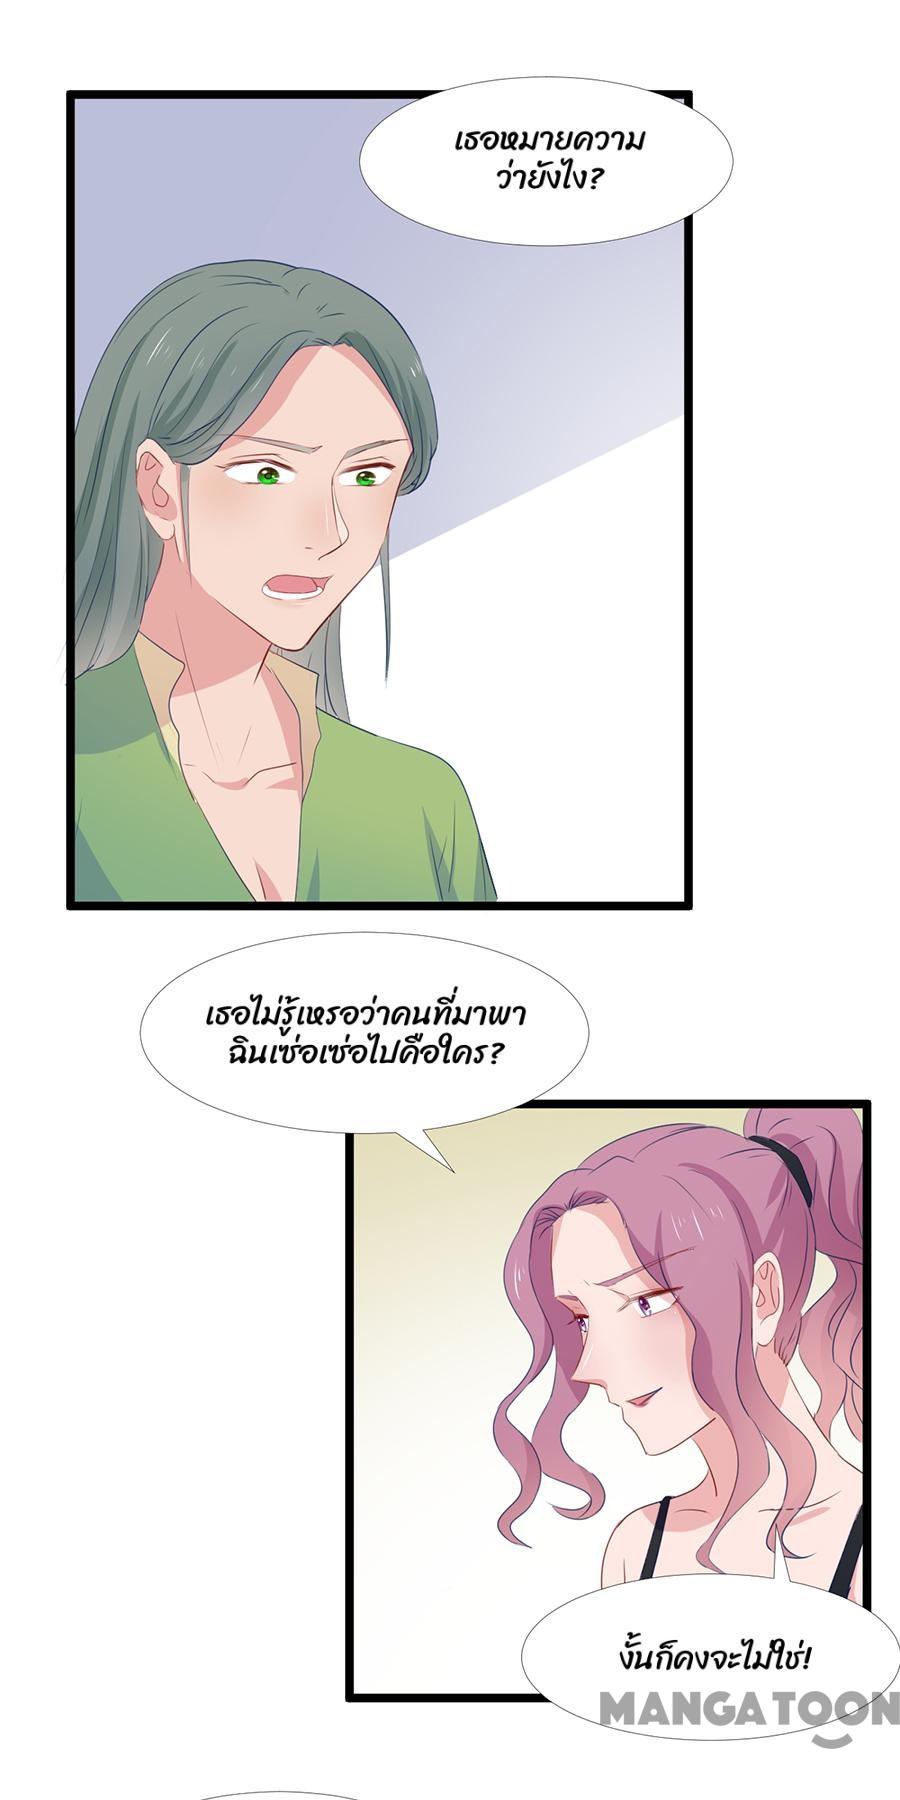 เธอหมายความ
ว่ายังไง?
เธอไม่รู้เหรอว่าคนที่มาพา
ฉินเซ่อเซ่อไปคือใคร?
งั้นก็คงจะไม่ใช่!
MANGATOON